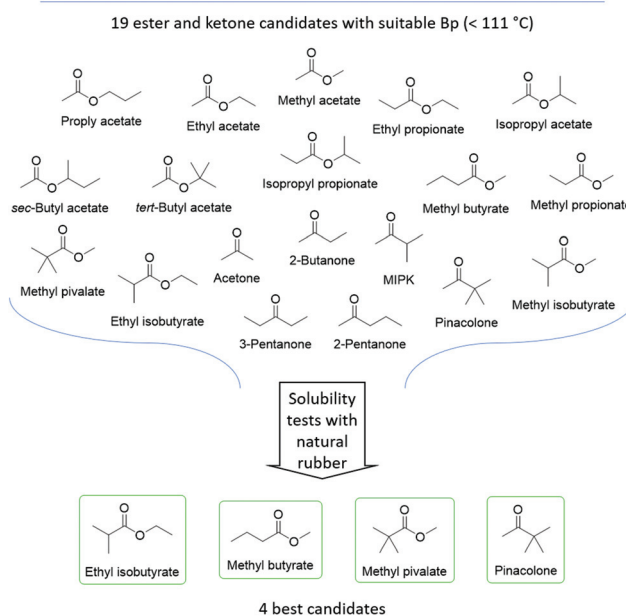 19 ester and ketone candidates with suitable Bp (< 111 °C)
O
O
Proply acetate
O
O
Ethyl acetate
O
O
Methyl acetate
O
O
Ethyl propionate
O
O
Isopropyl acetate
O
O
sec-Butyl acetate
O
O
tert-Butyl acetate
O
O
Isopropyl propionate
O
O
Methyl butyrate
O
O
Methyl propionate
O
O
Methyl pivalate
O
O
Ethyl isobutyrate
O
Acetone
O
2-Butanone
O
MIPK
O
Pinacolone
O
O
Methyl isobutyrate
O
3-Pentanone
O
2-Pentanone
Solubility
tests with
natural
rubber
O
O
Ethyl isobutyrate
O
O
Methyl butyrate
O
O
Methyl pivalate
O
Pinacolone
4 best candidates